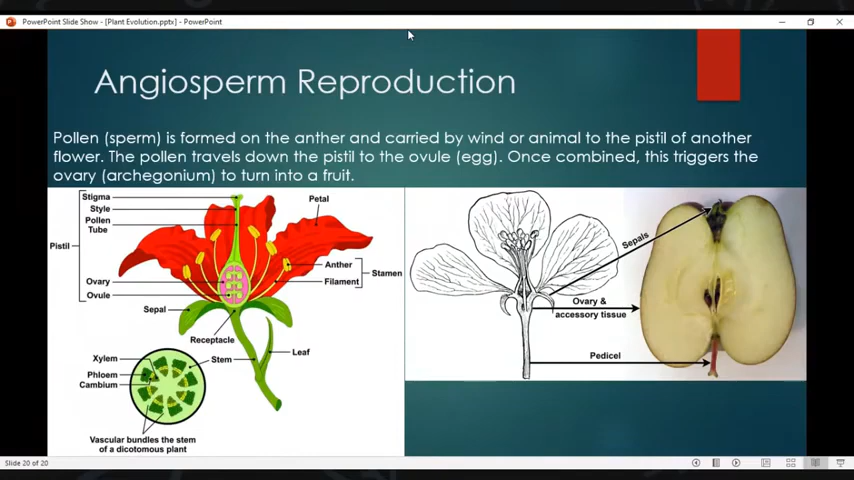 PowerPoint Slide Show - [Plant Evolution.pptx] - PowerPoint
Angiosperm Reproduction
Pollen (sperm) is formed on the anther and carried by wind or animal to the pistil of another
flower. The pollen travels down the pistil to the ovule (egg). Once combined, this triggers the
ovary (archegonium) to turn into a fruit.
Stigma
Style
Pollen
Tube
Pistil
Ovary
Ovule
Petal
Anther
Filament
Stamen
Sepal
Receptacle
Stem
Leaf
Xylem
Phloem
Cambium
Vascular bundles the stem
of a dicotomous plant
Sepals
Ovary &
accessory tissue
Pedicel
Slide 20 of 20